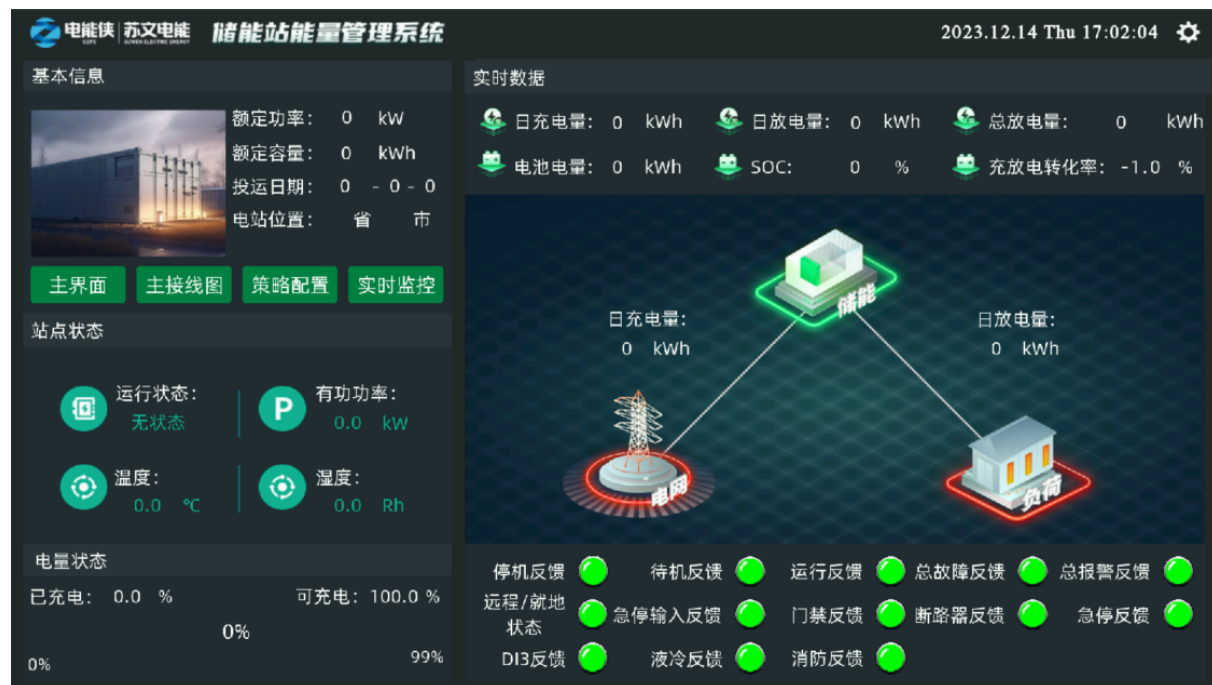 电能侠 苏文电能 储能站能量管理系统
2023.12.14 Thu 17:02:04
基本信息
额定功率： 0 kW
额定容量： 0 kWh
投运日期： 0 - 0 - 0
电站位置： 省 市
主界面 主接线图 策略配置 实时监控
站点状态
运行状态：
无状态
P
有功功率：
0.0 kW
温度：
0.0 ℃
湿度：
0.0 Rh
电量状态
已充电： 0.0 % 可充电：100.0 %
0%
0% 99%
实时数据
日充电量： 0 kWh 日放电量： 0 kWh 总放电量： 0 kWh
电池电量： 0 kWh SOC： 0 % 充放电转化率： -1.0 %
储能
日充电量：
0 kWh
日放电量：
0 kWh
电网
负荷
停机反馈 待机反馈 运行反馈 总故障反馈 总报警反馈
远程/就地
状态
急停输入反馈 门禁反馈 断路器反馈 急停反馈
DI3反馈 液冷反馈 消防反馈